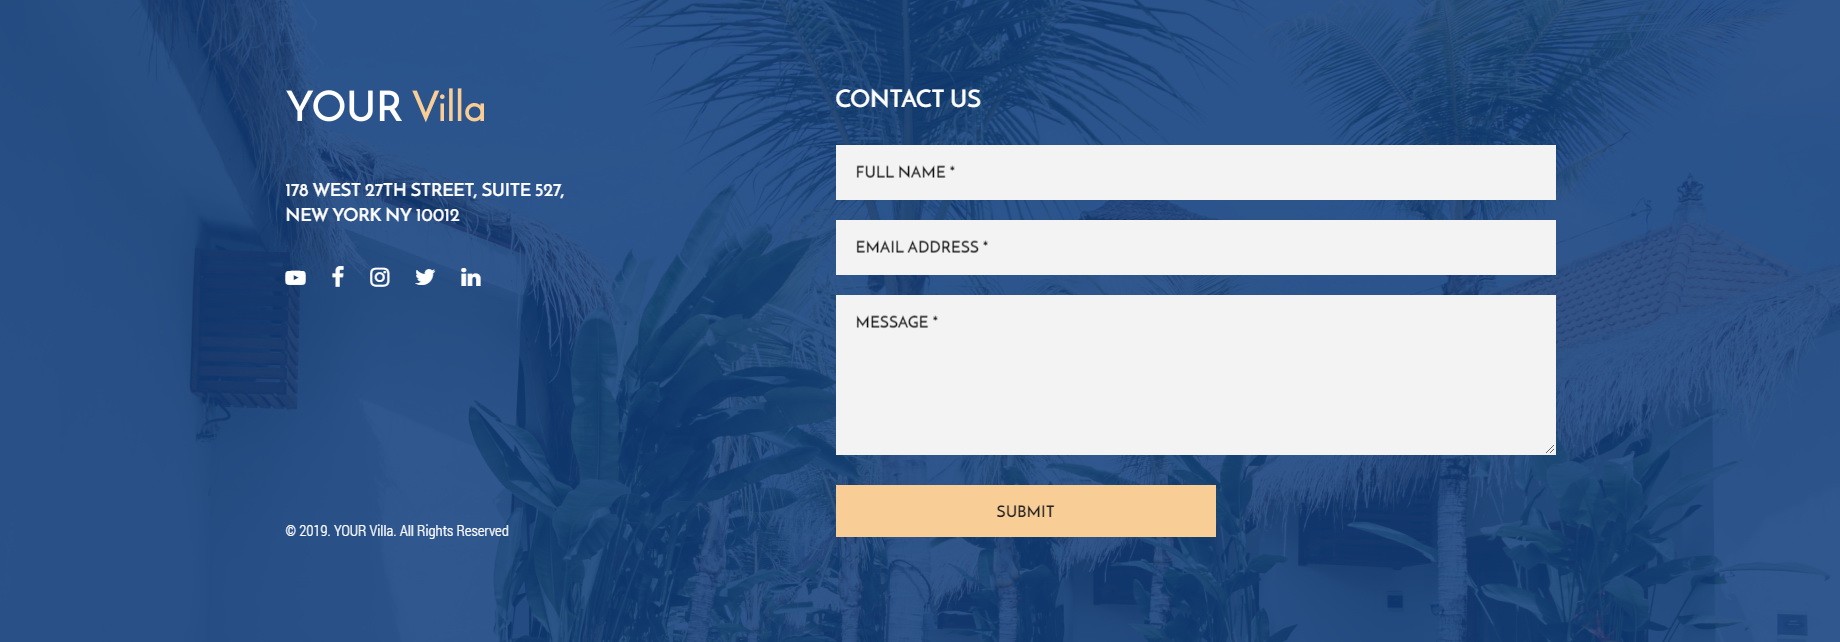 YOUR Villa
178 WEST 27TH STREET, SUITE 527,
NEW YORK NY 10012
© 2019. YOUR Villa. All Rights Reserved
CONTACT US
FULL NAME *
EMAIL ADDRESS *
MESSAGE *
SUBMIT